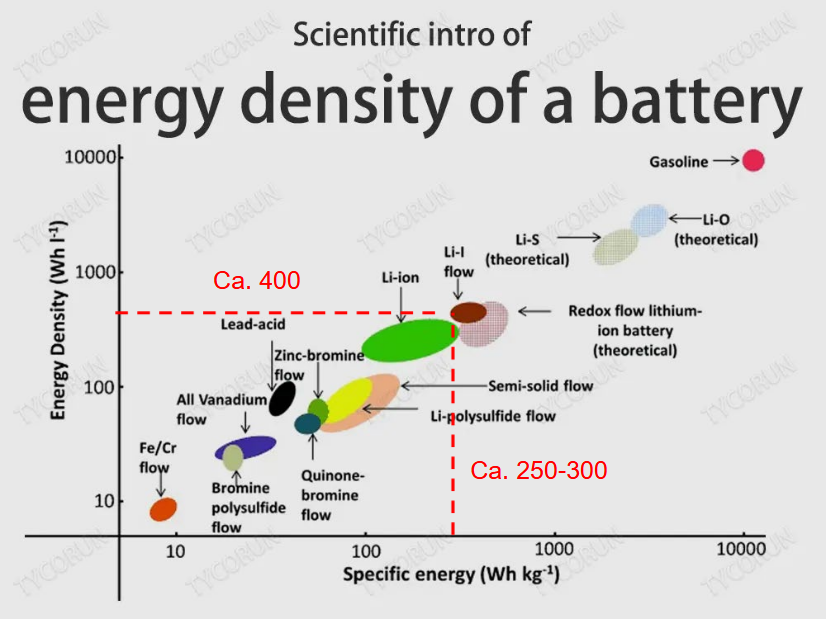 Scientific intro of
energy density of a battery
10000
Gasoline
Li-O
(theoretical)
Li-S
(theoretical)
Li-I
flow
1000
Ca. 400
Li-ion
Redox flow lithium-
ion battery
(theoretical)
Lead-acid
Zinc-bromine
flow
100
Semi-solid flow
All Vanadium
flow
Li-polysulfide flow
Fe/Cr
flow
Ca. 250-300
Quinone-
bromine
flow
Bromine
polysulfide
flow
10
Energy Density (Wh l-1)
10
100
1000
10000
Specific energy (Wh kg-1)
TYCORUN